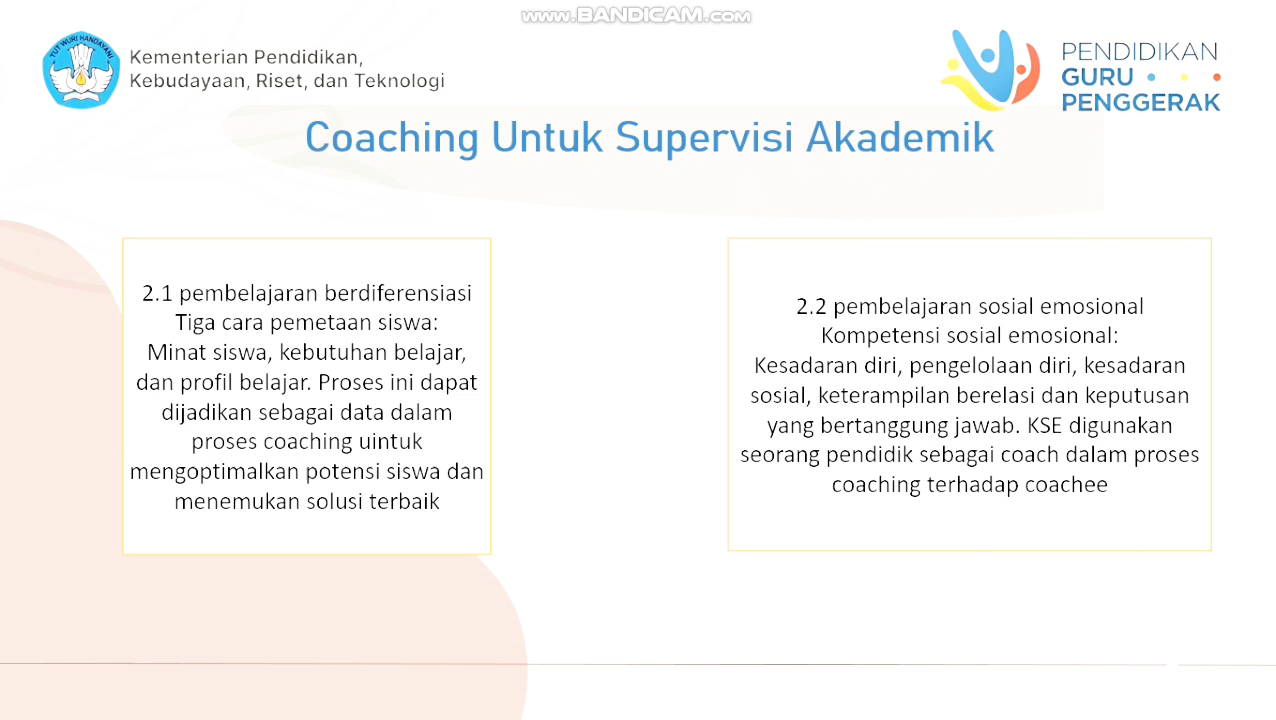 www.BANDICAM.com
TUT WURI HANDAYANI
Kementerian Pendidikan,
Kebudayaan, Riset, dan Teknologi
PENDIDIKAN
GURU
PENGGERAK
Coaching Untuk Supervisi Akademik
2.1 pembelajaran berdiferensiasi
Tiga cara pemetaan siswa:
Minat siswa, kebutuhan belajar,
dan profil belajar. Proses ini dapat
dijadikan sebagai data dalam
proses coaching uintuk
mengoptimalkan potensi siswa dan
menemukan solusi terbaik
2.2 pembelajaran sosial emosional
Kompetensi sosial emosional:
Kesadaran diri, pengelolaan diri, kesadaran
sosial, keterampilan berelasi dan keputusan
yang bertanggung jawab. KSE digunakan
seorang pendidik sebagai coach dalam proses
coaching terhadap coachee